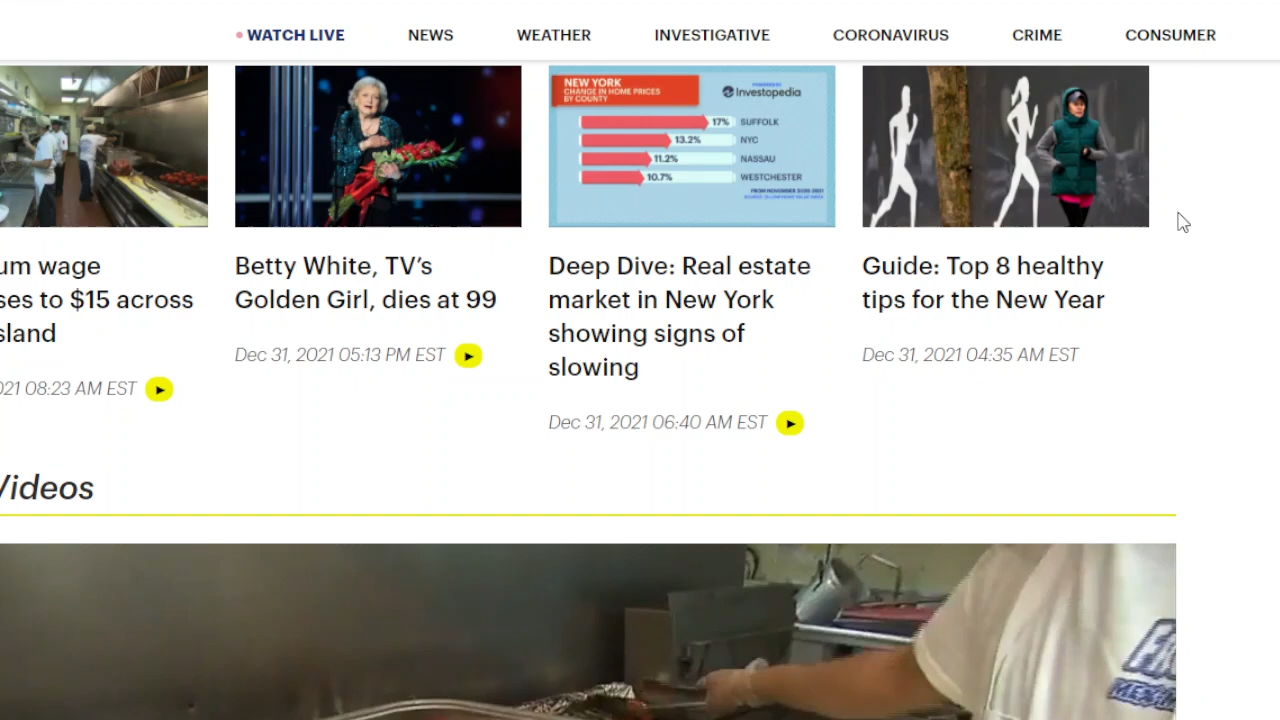 WATCH LIVE NEWS WEATHER INVESTIGATIVE CORONAVIRUS CRIME CONSUMER
NEW YORK
CHANGE IN HOME PRICES
BY COUNTY
Investopedia
17% SUFFOLK
13.2% NYC
11.2% NASSAU
10.7% WESTCHESTER
um wage
ses to $15 across
sland
021 08:23 AM EST
Betty White, TV's
Golden Girl, dies at 99
Dec 31, 2021 05:13 PM EST
Deep Dive: Real estate
market in New York
showing signs of
slowing
Dec 31, 2021 06:40 AM EST
Guide: Top 8 healthy
tips for the New Year
Dec 31, 2021 04:35 AM EST
Videos